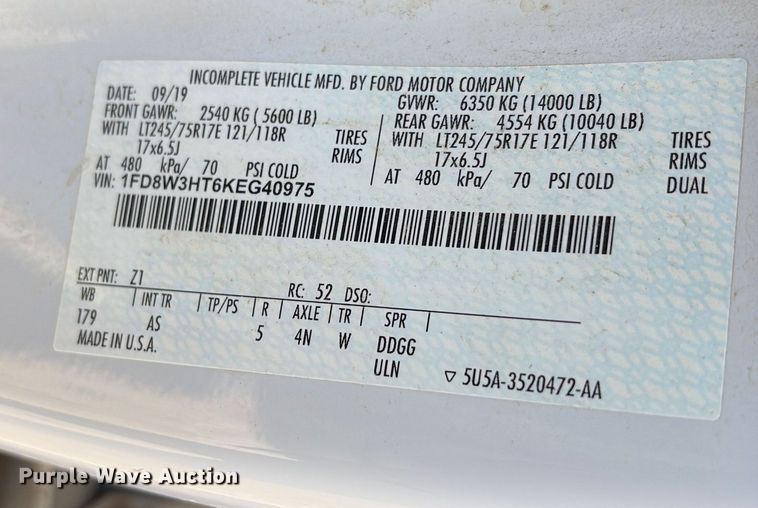 INCOMPLETE VEHICLE MFD. BY FORD MOTOR COMPANY
DATE: 09/19 GVWR: 6350 KG (14000 LB)
FRONT GAWR: 2540 KG ( 5600 LB) REAR GAWR: 4554 KG (10040 LB)
WITH LT245/75R17E 121/118R TIRES WITH LT245/75R17E 121/118R TIRES
17x6.5J RIMS 17x6.5J RIMS
AT 480 kPa/ 70 PSI COLD AT 480 kPa/ 70 PSI COLD DUAL
VIN: 1FD8W3HT6KEG40975
EXT PNT: Z1 RC: 52 DSO:
WB INT TR TP/PS R AXLE TR SPR
179 AS 5 4N W DDGG
MADE IN U.S.A. ULN ▽ 5U5A-3520472-AA
Purple Wave Auction